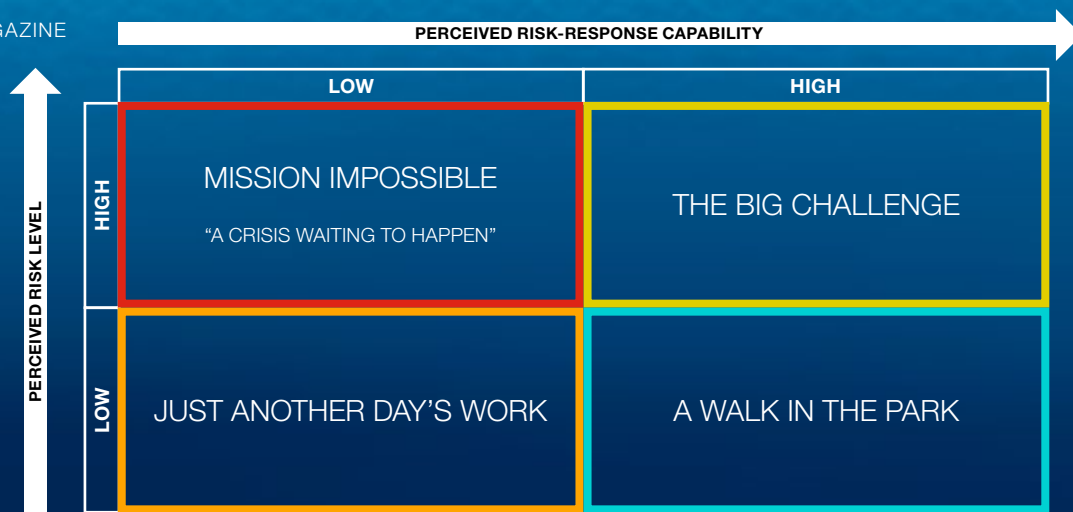 PERCEIVED RISK-RESPONSE CAPABILITY
LOW
HIGH
PERCEIVED RISK LEVEL
HIGH
MISSION IMPOSSIBLE
“A CRISIS WAITING TO HAPPEN”
THE BIG CHALLENGE
LOW
JUST ANOTHER DAY’S WORK
A WALK IN THE PARK